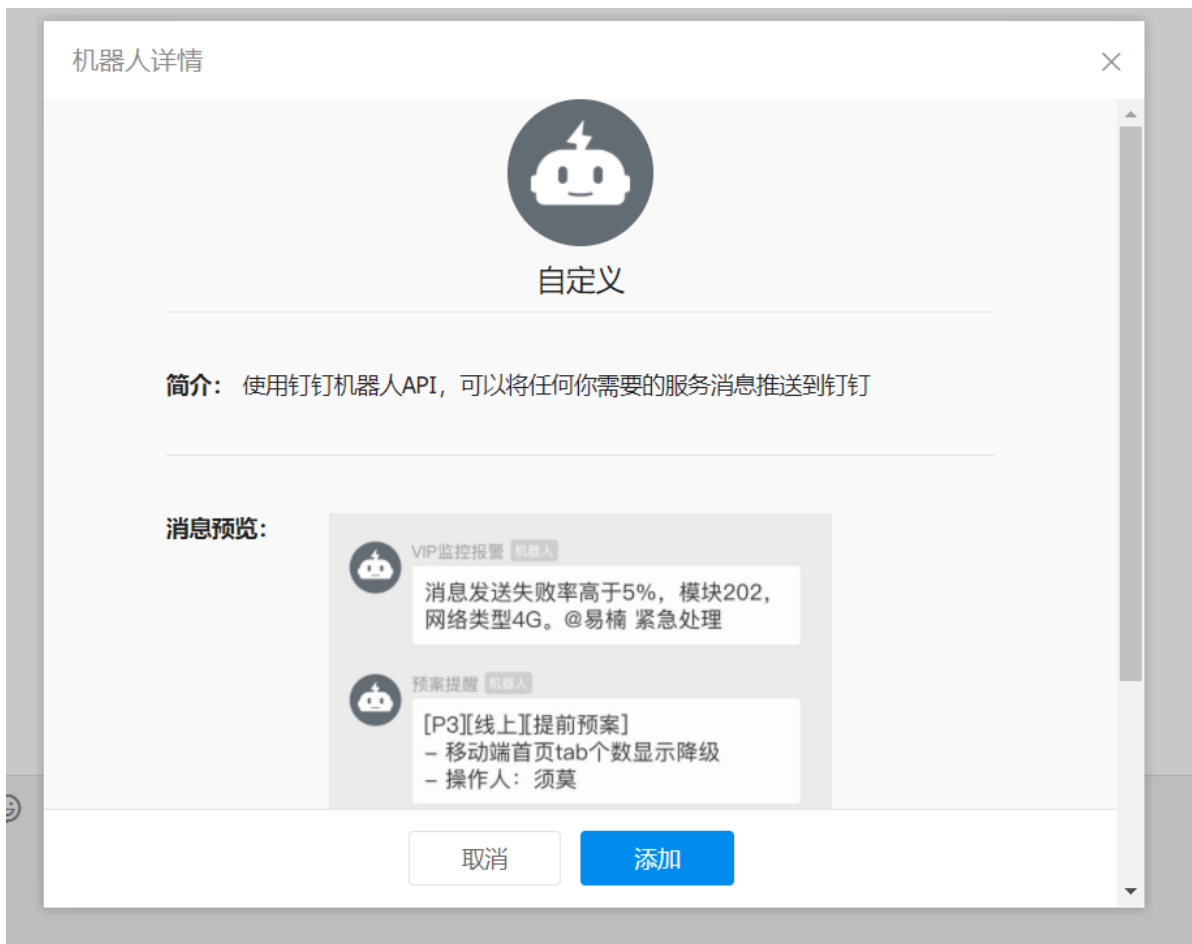 机器人详情
自定义
简介： 使用钉钉机器人API，可以将任何你需要的服务消息推送到钉钉
消息预览：
VIP监控报警 机器人
消息发送失败率高于5%，模块202，
网络类型4G。@易楠 紧急处理
预案提醒 机器人
[P3][线上][提前预案]
– 移动端首页tab个数显示降级
– 操作人：须莫
取消 添加